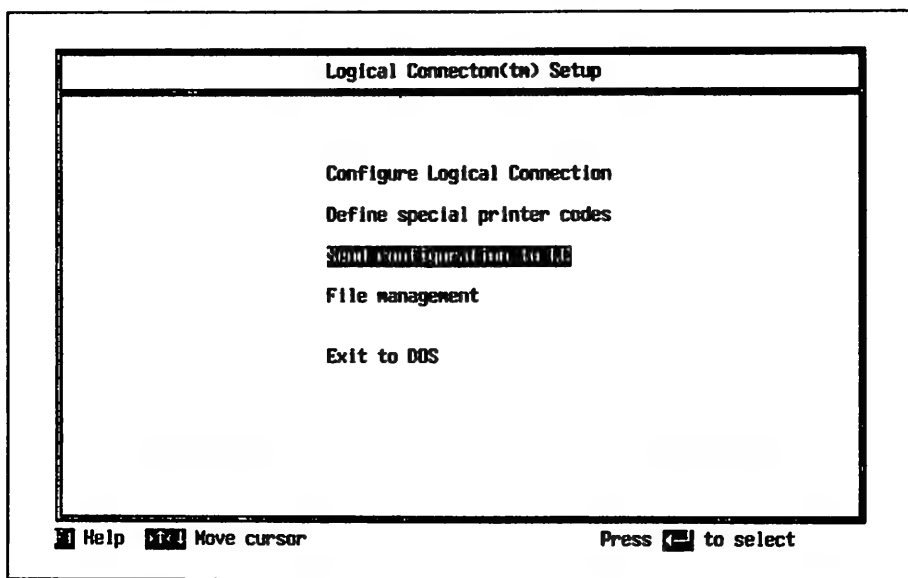 Logical Connecton(tm) Setup
Configure Logical Connection
Define special printer codes
Send configuration to LC
File management
Exit to DOS
Help Move cursor Press to select